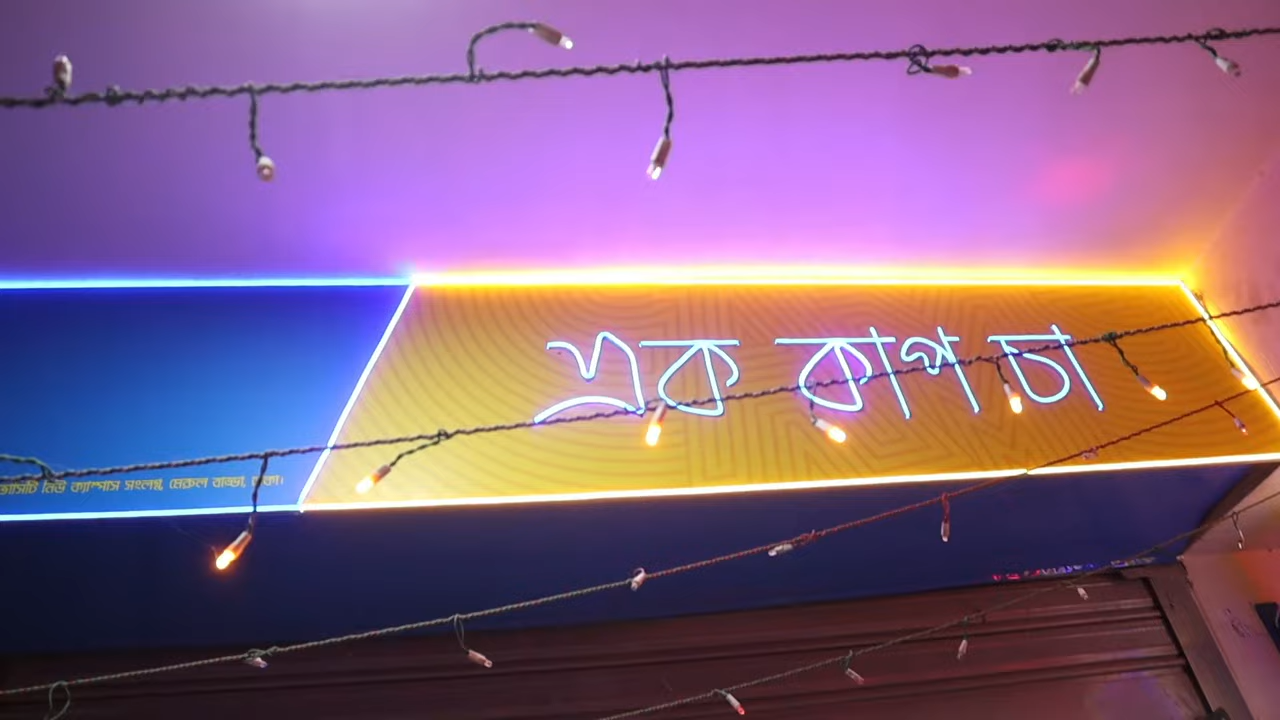 এক কাপ চা
নিউ ক্যাম্পাস সংলগ্ন, মেরুল বাড্ডা, ঢাকা।